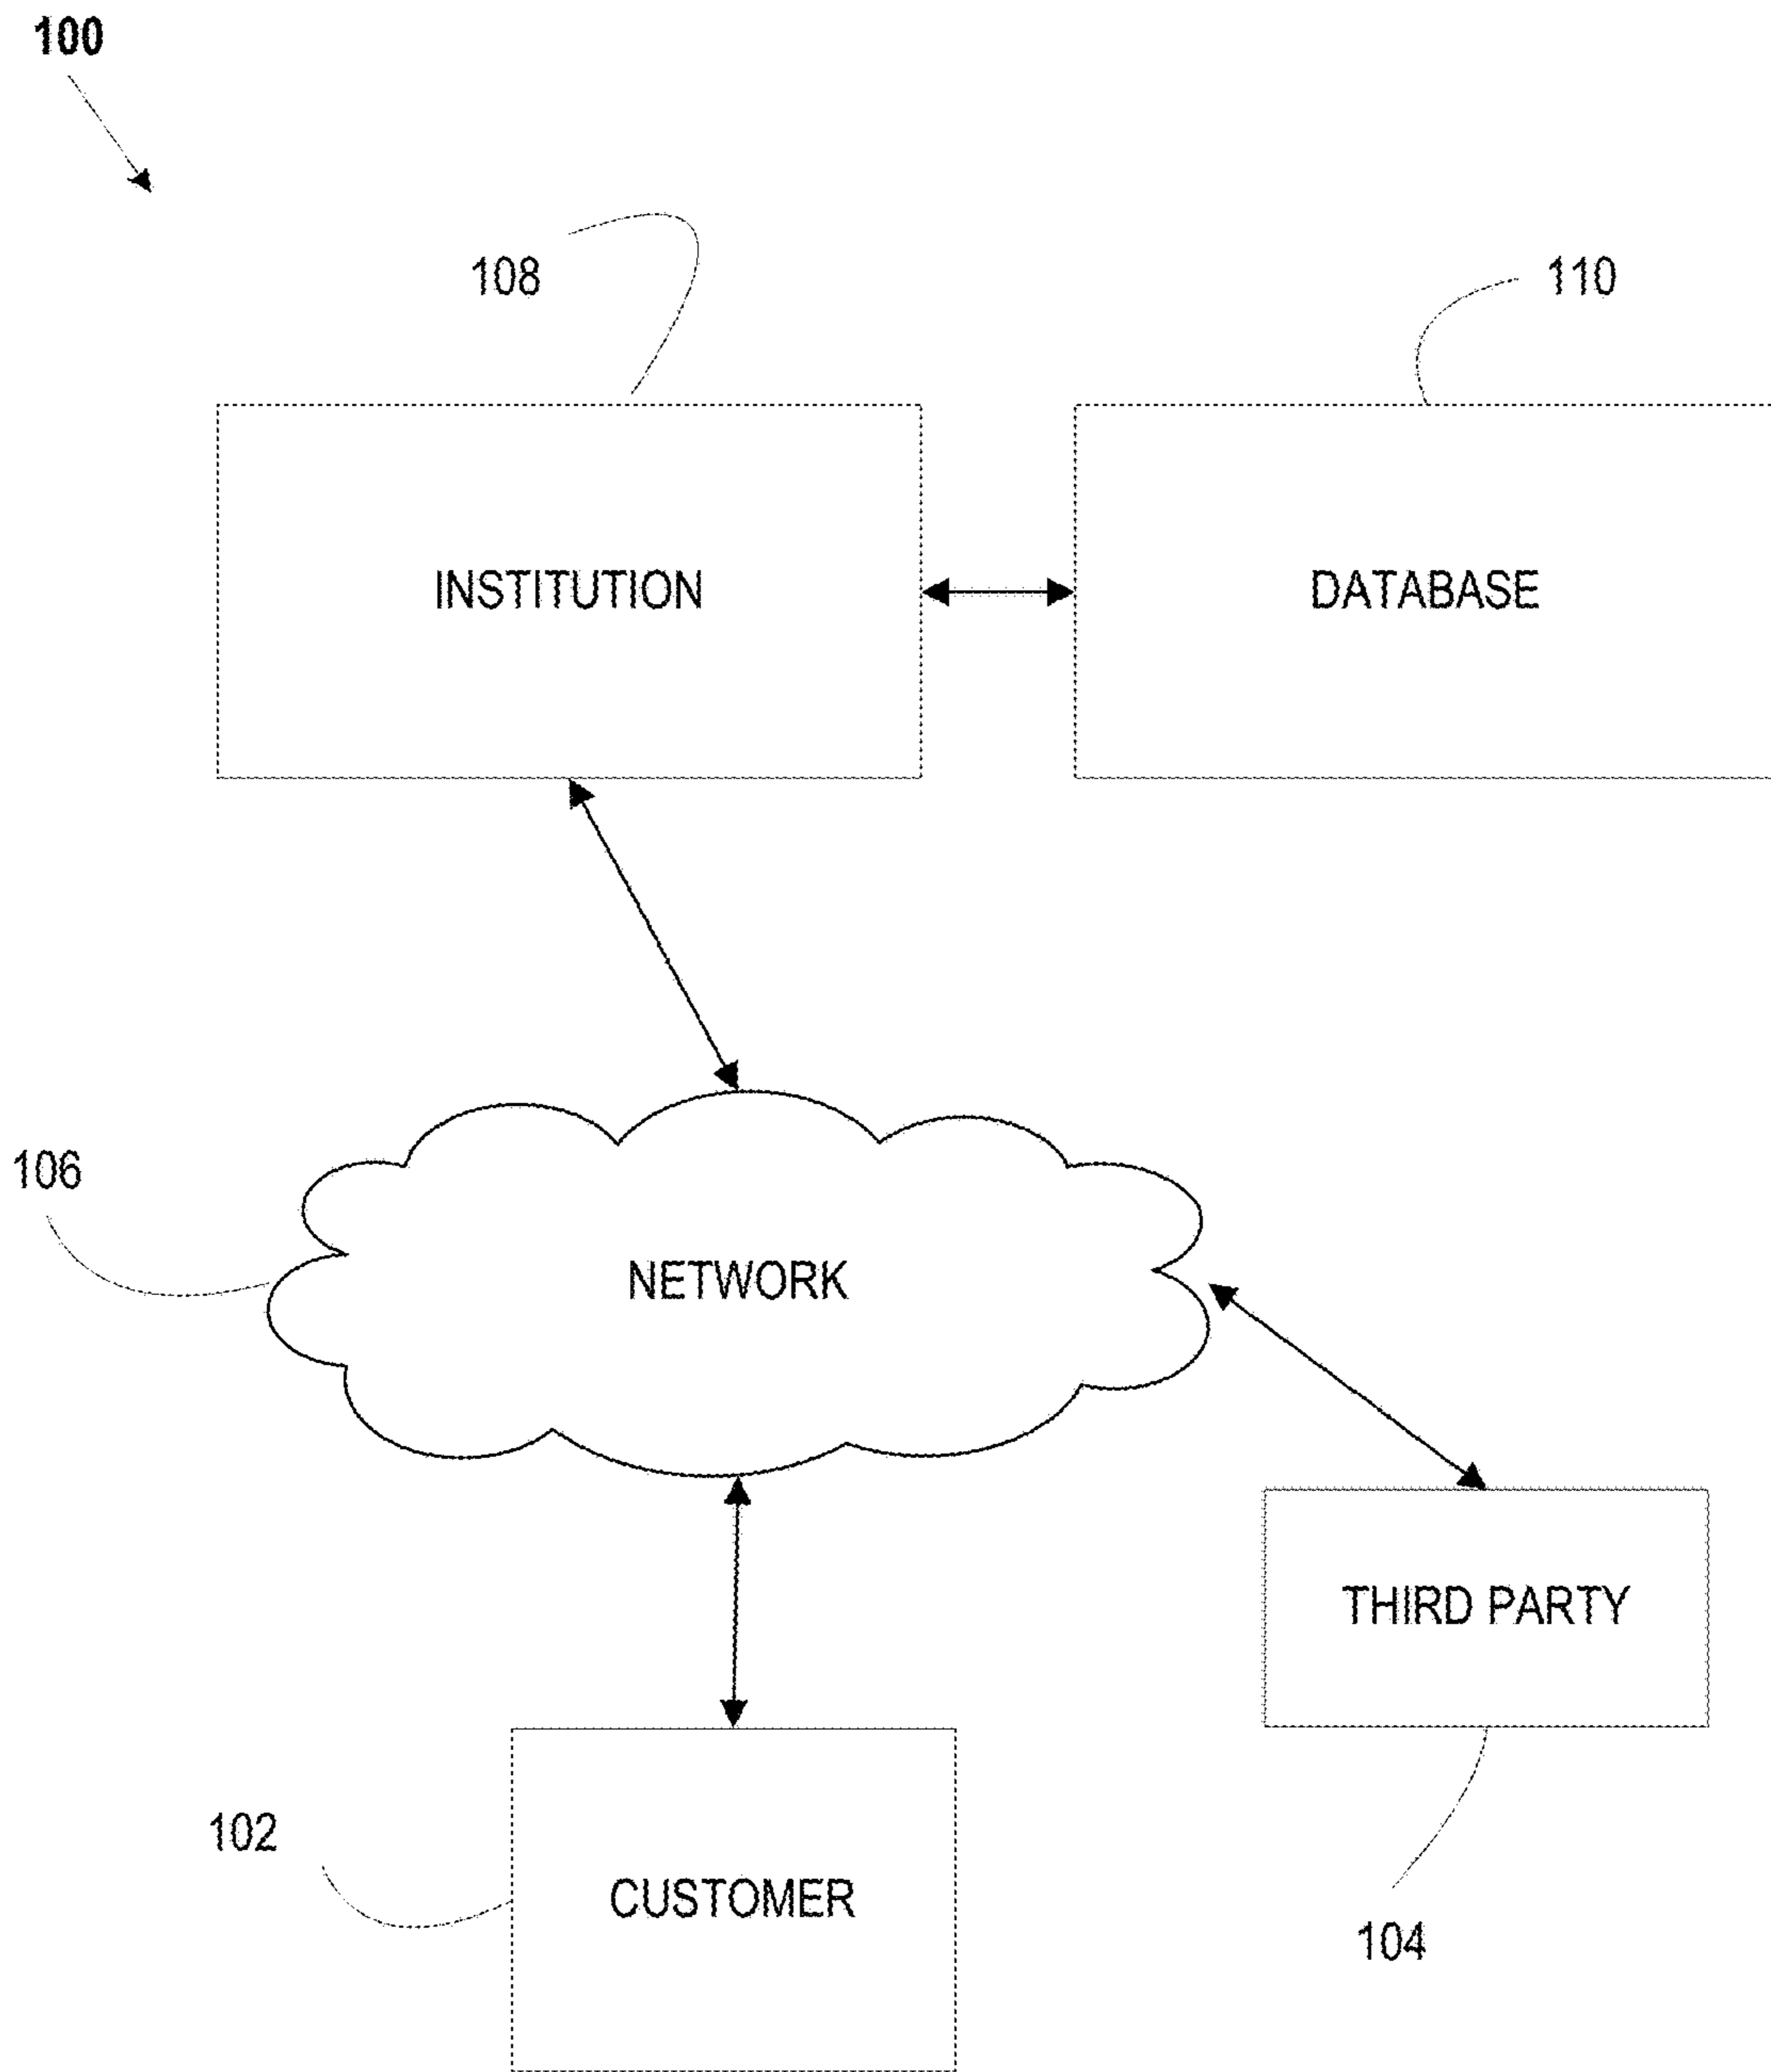 100
108
110
INSTITUTION
DATABASE
106
NETWORK
THIRD PARTY
102
CUSTOMER
104